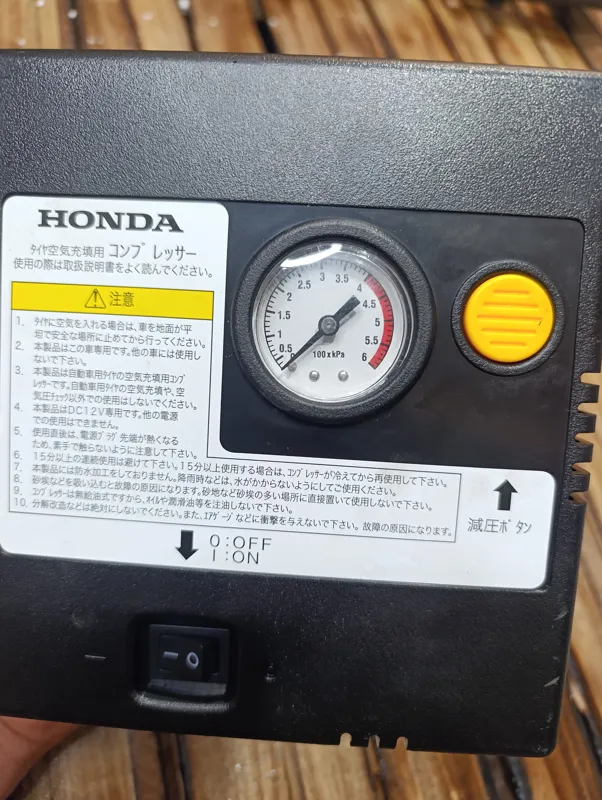 HONDA
タイヤ空気充填用 コンプレッサー
使用の際は取扱説明書をよく読んでください。
注意
1. タイヤに空気を入れる場合は、車を地面が平
坦で安全な場所に止めてから行ってください。
2. 本製品はこの車専用です。他の車には使用し
ないで下さい。
3. 本製品は自動車用タイヤの空気充填用コンプ
レッサーです。自動車用タイヤの空気充填や、空
気圧チェック以外での使用はしないでください。
4. 本製品はDC12V専用です。他の電源
での使用はできません。
5. 使用直後は、電源プラグ先端が熱くなる
ため、素手で触らないように注意して下さい。
6. 15分以上の連続使用は避けて下さい。15分以上使用する場合は、コンプレッサーが冷えてから再使用して下さい。
7. 本製品には防水加工をしておりません。降雨時などは、水がかからないようにしてご使用ください。
8. 砂埃などを吸い込むと故障の原因になります。砂地など砂埃の多い場所に直接置いて使用しないで下さい。
9. コンプレッサーは無給油式ですから、オイルや潤滑油等を注油しないで下さい。
10. 分解改造などは絶対にしないでください。また、エアゲージなどに衝撃を与えないで下さい。故障の原因になります。
0 0.5 1 1.5 2 2.5 3 3.5 4 4.5 5 5.5 6
100xkPa
減圧ボタン
O:OFF
I:ON